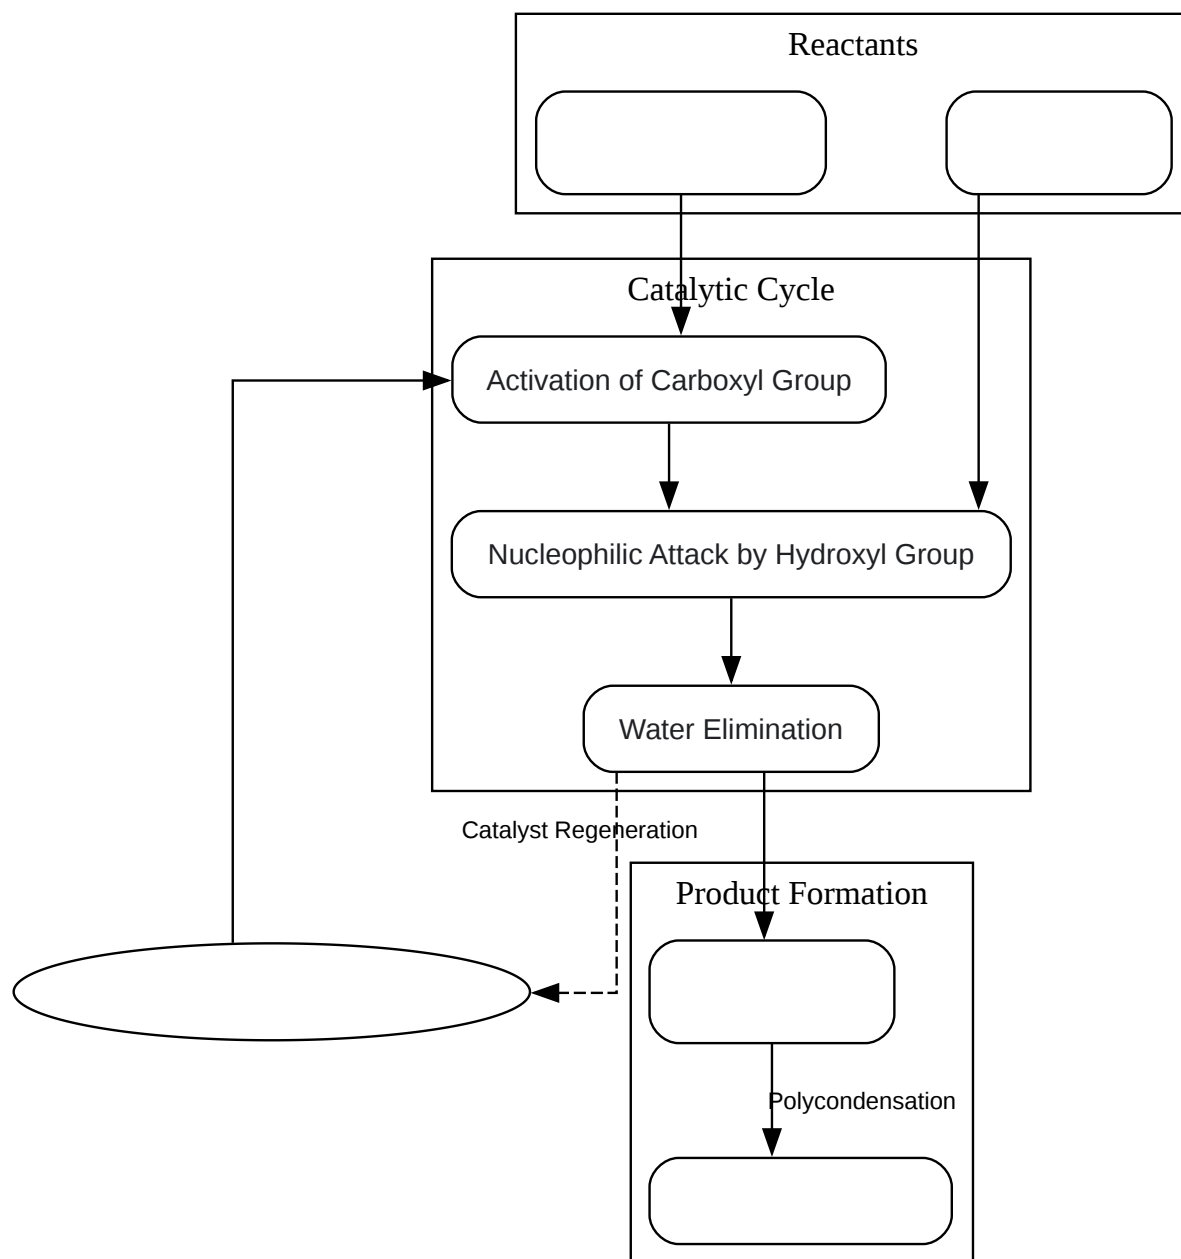 Reactants
Catalytic Cycle
Activation of Carboxyl Group
Nucleophilic Attack by Hydroxyl Group
Water Elimination
Catalyst Regeneration
Product Formation
Polycondensation